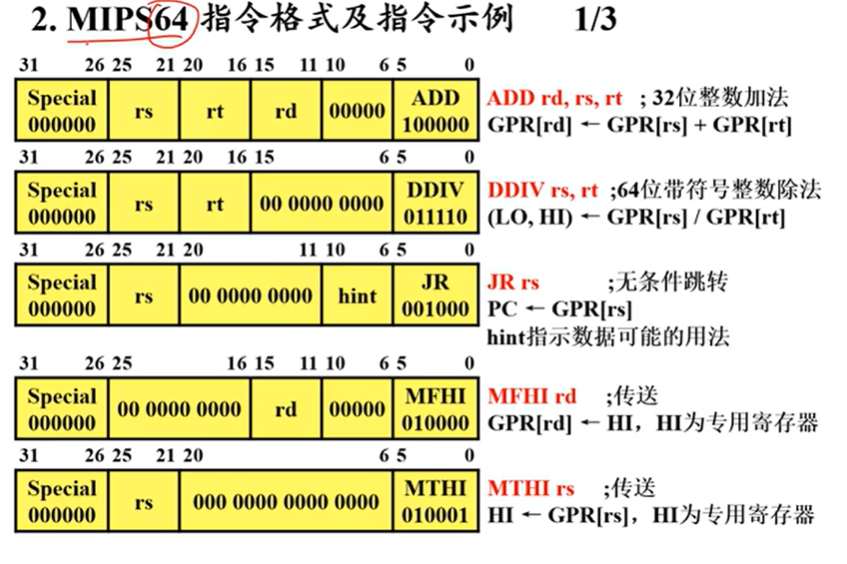 2. MIPS64 指令格式及指令示例 1/3
31 26 25 21 20 16 15 11 10 6 5 0
Special rs rt rd 00000 ADD
000000 100000
ADD rd, rs, rt ; 32位整数加法
GPR[rd] ← GPR[rs] + GPR[rt]
31 26 25 21 20 16 15 6 5 0
Special rs rt 00 0000 0000 DDIV
000000 011110
DDIV rs, rt ;64位带符号整数除法
(LO, HI) ← GPR[rs] / GPR[rt]
31 26 25 21 20 11 10 6 5 0
Special rs 00 0000 0000 hint JR
000000 001000
JR rs ;无条件跳转
PC ← GPR[rs]
hint指示数据可能的用法
31 26 25 16 15 11 10 6 5 0
Special 00 0000 0000 rd 00000 MFHI
000000 010000
MFHI rd ;传送
GPR[rd] ← HI，HI为专用寄存器
31 26 25 21 20 6 5 0
Special rs 000 0000 0000 0000 MTHI
000000 010001
MTHI rs ;传送
HI ← GPR[rs]，HI为专用寄存器